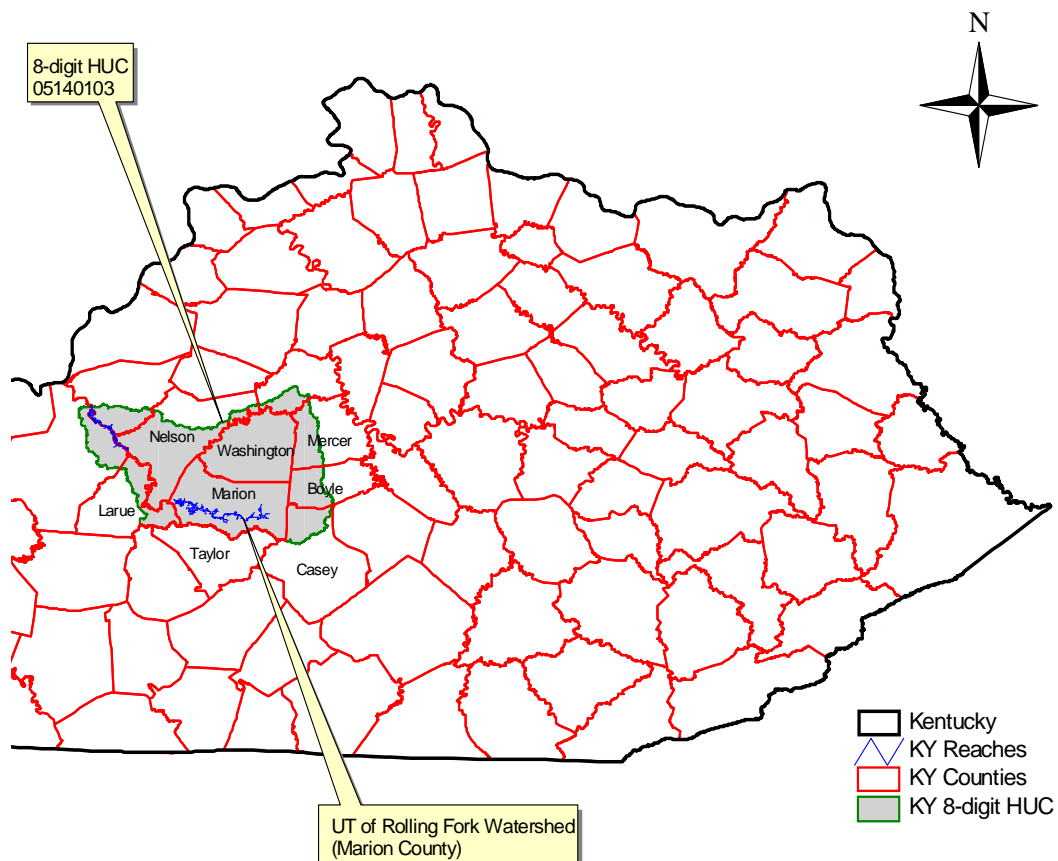 N
8-digit HUC
05140103
Nelson
Washington
Mercer
Marion
Boyle
Larue
Taylor
Casey
Kentucky
KY Reaches
KY Counties
KY 8-digit HUC
UT of Rolling Fork Watershed
(Marion County)